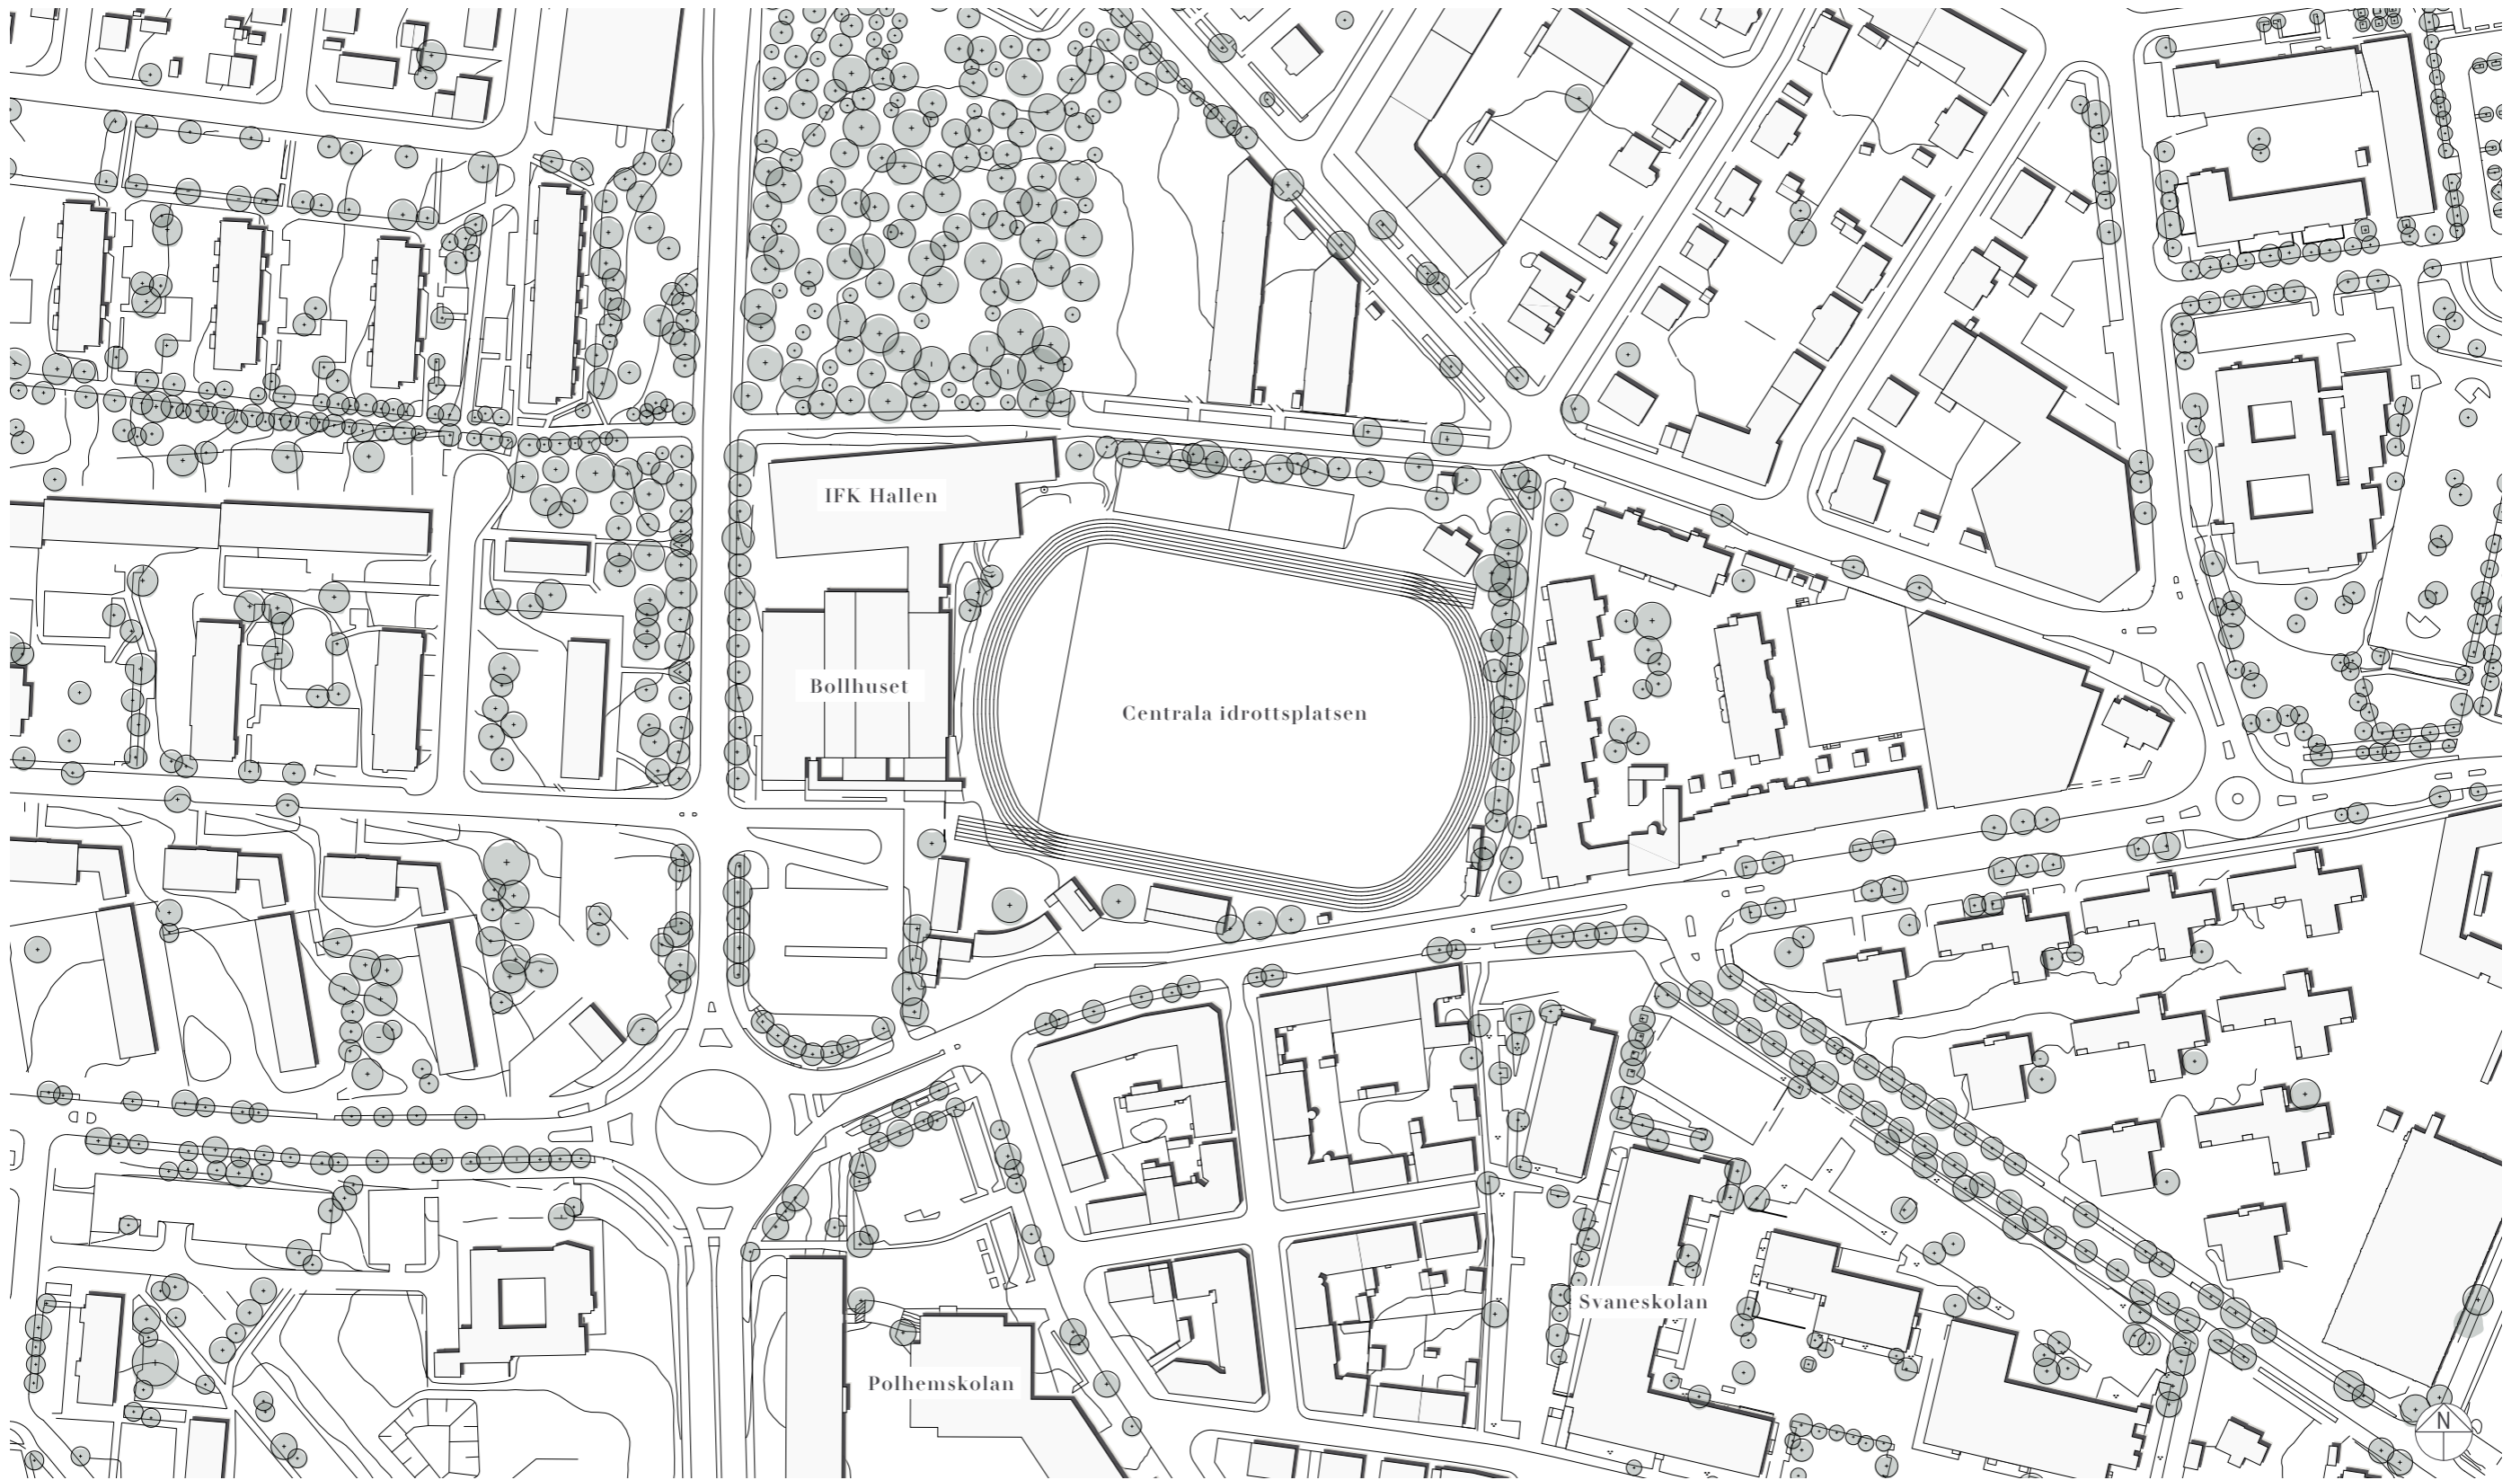 IFK Hallen
Bollhuset
Centrala idrottsplatsen
Svaneskolan
Polhemskolan
N